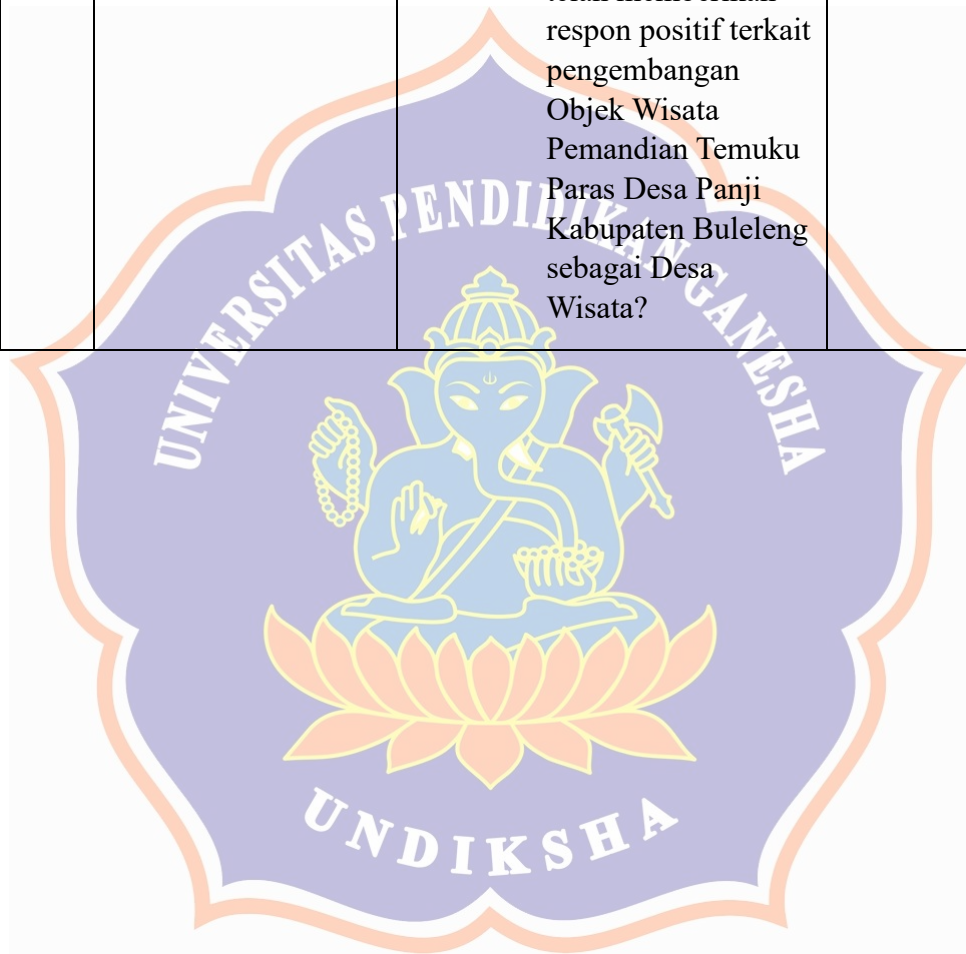 respon positif terkait
pengembangan
Objek Wisata
Pemandian Temuku
Paras Desa Panji
Kabupaten Buleleng
sebagai Desa
Wisata?
UNIVERSITAS PENDIDIKAN GANESHA
UNDIKSHA